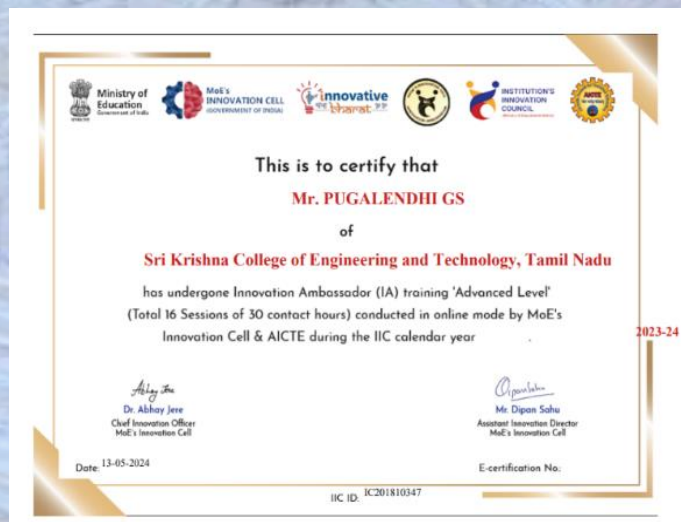 Ministry of
Education
Government of India
MoE's
INNOVATION CELL
(GOVERNMENT OF INDIA)
innovative
bharat
INSTITUTION'S
INNOVATION
COUNCIL
This is to certify that
Mr. PUGALENDHI GS
of
Sri Krishna College of Engineering and Technology, Tamil Nadu
has undergone Innovation Ambassador (IA) training 'Advanced Level'
(Total 16 Sessions of 30 contact hours) conducted in online mode by MoE's
Innovation Cell & AICTE during the IIC calendar year 2023-24 .
Abhay Jere
Dr. Abhay Jere
Chief Innovation Officer
MoE's Innovation Cell
Mr. Dipan Sahu
Assistant Innovation Director
MoE's Innovation Cell
Date: 13-05-2024
E-certification No.:
IIC ID: IC201810347